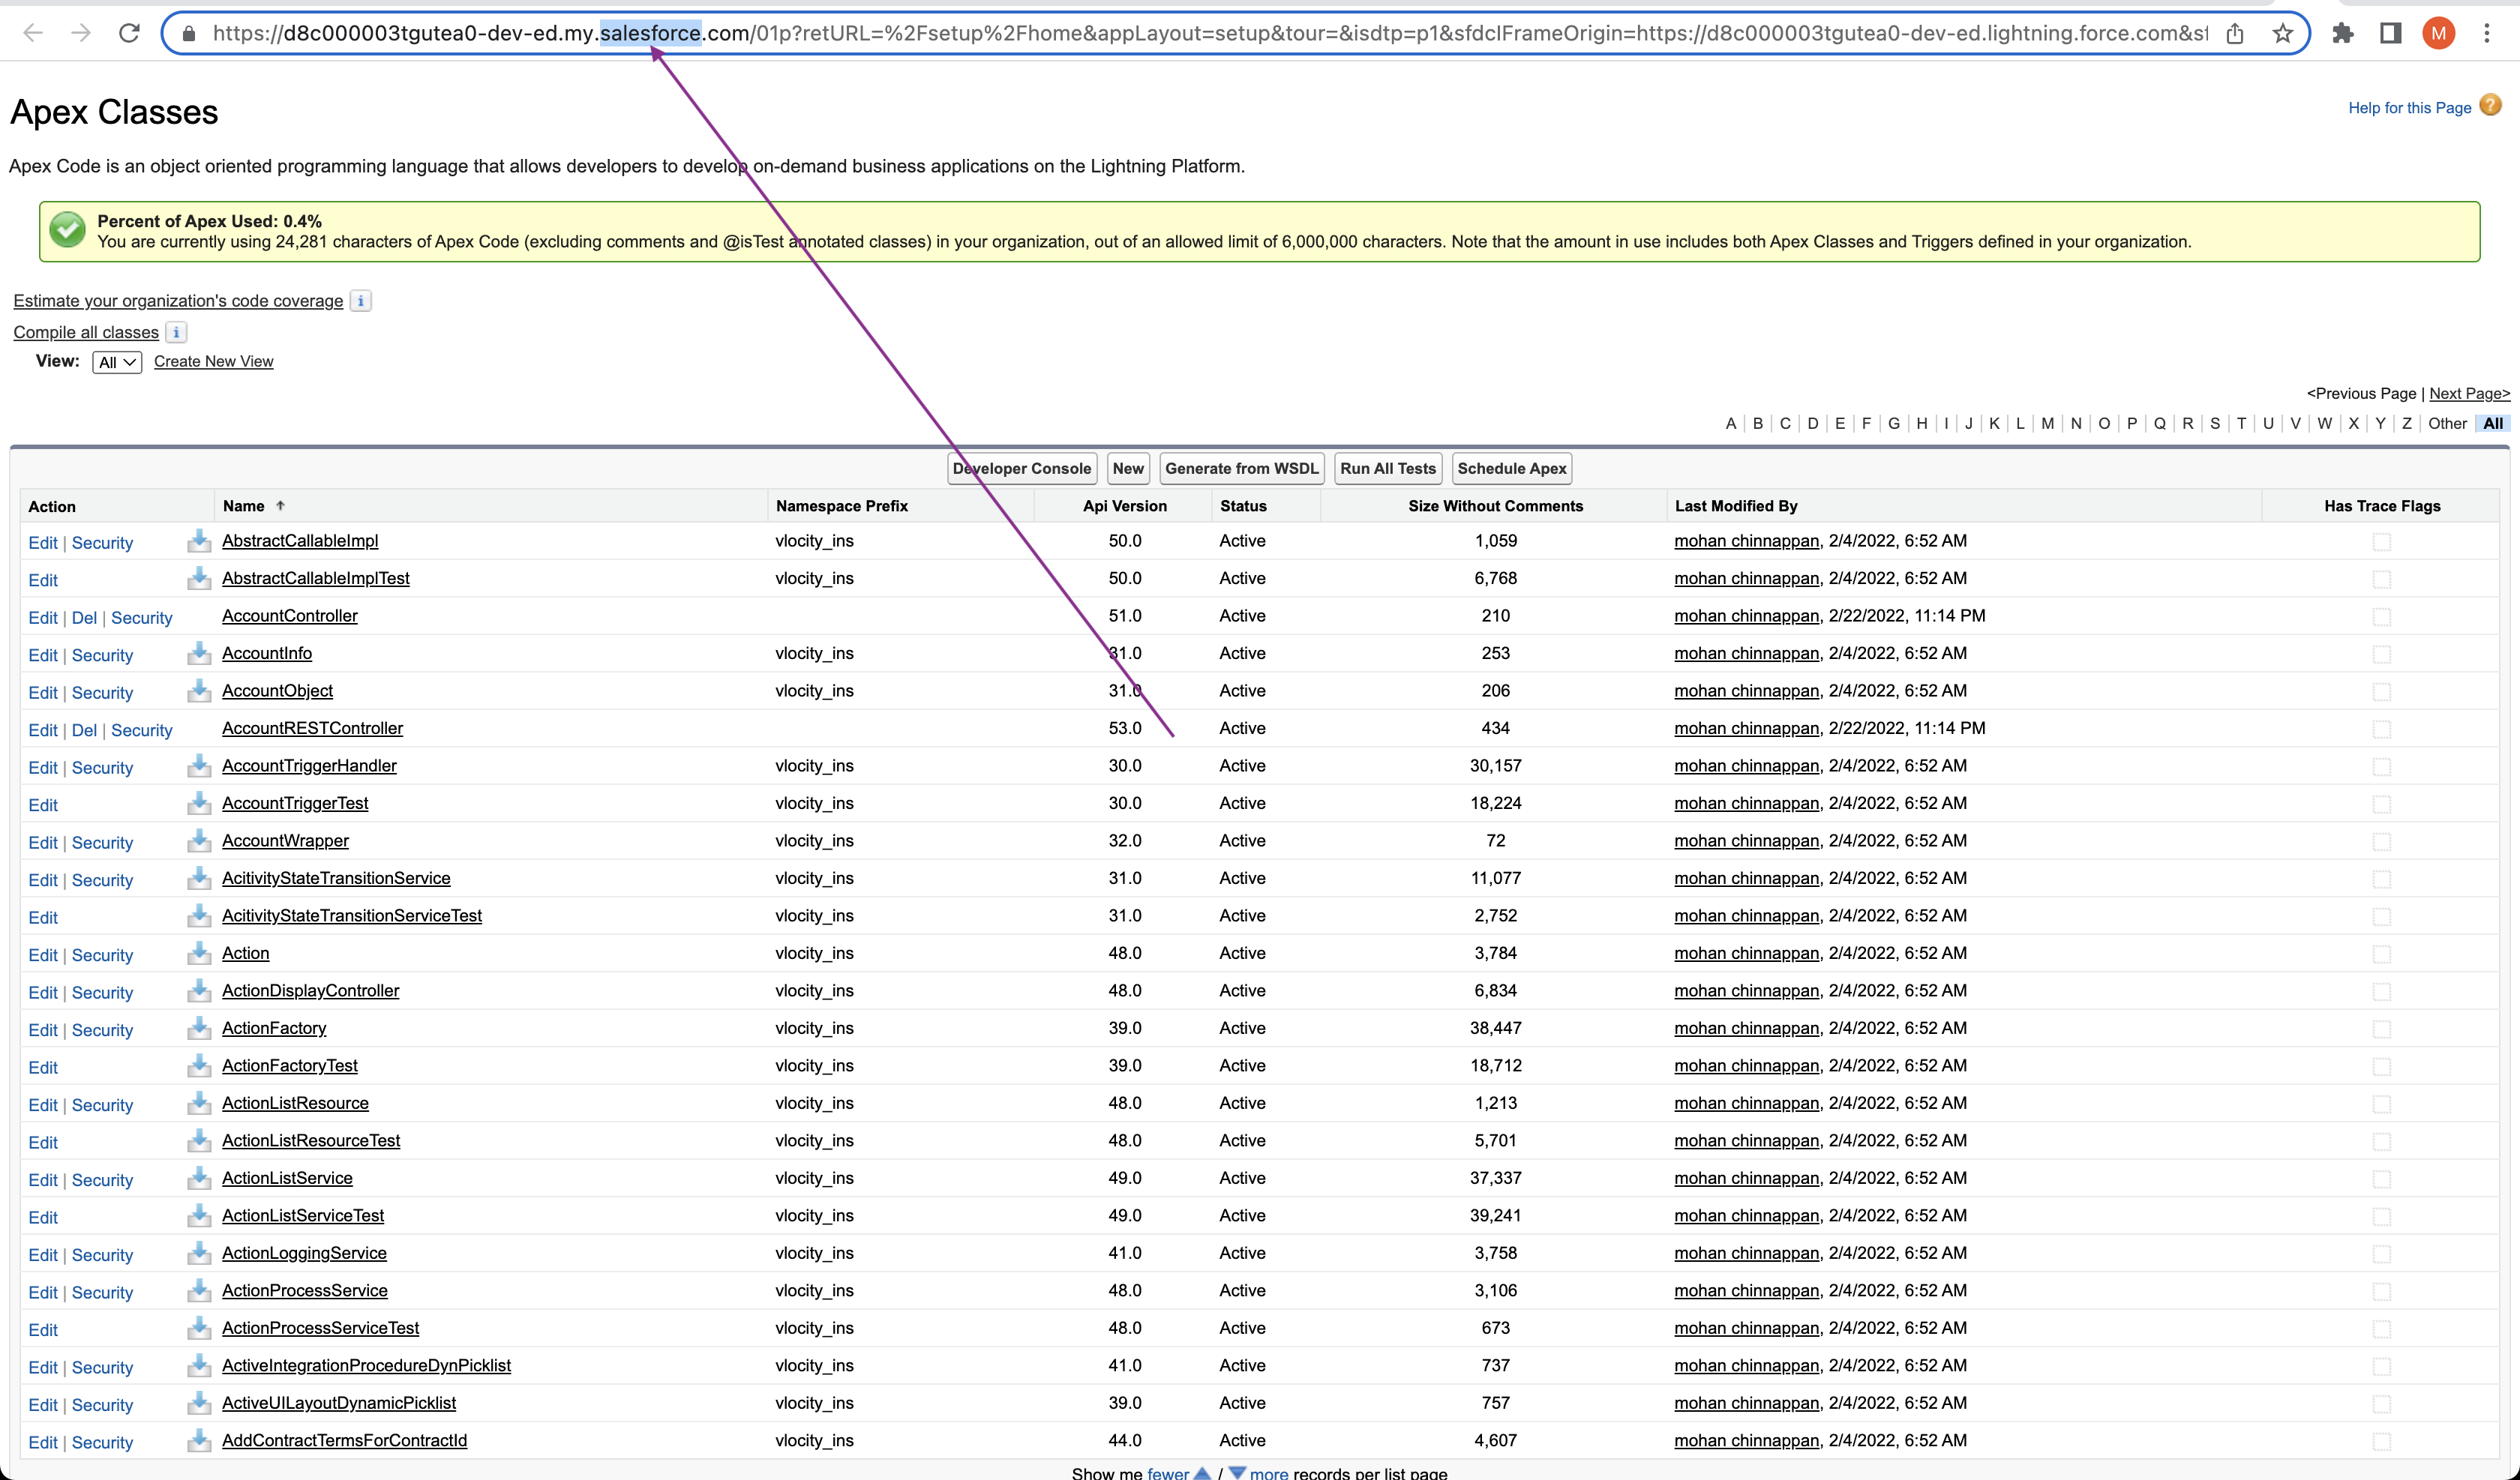 https://d8c000003tgutea0-dev-ed.my.salesforce.com/01p?retURL=%2Fsetup%2Fhome&appLayout=setup&tour=&isdtp=p1&sfdcIFrameOrigin=https://d8c000003tgutea0-dev-ed.lightning.force.com&sf M
Apex Classes
Help for this Page ?
Apex Code is an object oriented programming language that allows developers to develop on-demand business applications on the Lightning Platform.
Percent of Apex Used: 0.4%
You are currently using 24,281 characters of Apex Code (excluding comments and @isTest annotated classes) in your organization, out of an allowed limit of 6,000,000 characters. Note that the amount in use includes both Apex Classes and Triggers defined in your organization.
Estimate your organization's code coverage i
Compile all classes i
View: All Create New View
<Previous Page | Next Page>
A | B | C | D | E | F | G | H | I | J | K | L | M | N | O | P | Q | R | S | T | U | V | W | X | Y | Z | Other | All
Developer Console New Generate from WSDL Run All Tests Schedule Apex
Action Name ↑ Namespace Prefix Api Version Status Size Without Comments Last Modified By Has Trace Flags
Edit | Security AbstractCallableImpl vlocity_ins 50.0 Active 1,059 mohan chinnappan, 2/4/2022, 6:52 AM
Edit AbstractCallableImplTest vlocity_ins 50.0 Active 6,768 mohan chinnappan, 2/4/2022, 6:52 AM
Edit | Del | Security AccountController 51.0 Active 210 mohan chinnappan, 2/22/2022, 11:14 PM
Edit | Security AccountInfo vlocity_ins 31.0 Active 253 mohan chinnappan, 2/4/2022, 6:52 AM
Edit | Security AccountObject vlocity_ins 31.0 Active 206 mohan chinnappan, 2/4/2022, 6:52 AM
Edit | Del | Security AccountRESTController 53.0 Active 434 mohan chinnappan, 2/22/2022, 11:14 PM
Edit | Security AccountTriggerHandler vlocity_ins 30.0 Active 30,157 mohan chinnappan, 2/4/2022, 6:52 AM
Edit AccountTriggerTest vlocity_ins 30.0 Active 18,224 mohan chinnappan, 2/4/2022, 6:52 AM
Edit | Security AccountWrapper vlocity_ins 32.0 Active 72 mohan chinnappan, 2/4/2022, 6:52 AM
Edit | Security AcitivityStateTransitionService vlocity_ins 31.0 Active 11,077 mohan chinnappan, 2/4/2022, 6:52 AM
Edit AcitivityStateTransitionServiceTest vlocity_ins 31.0 Active 2,752 mohan chinnappan, 2/4/2022, 6:52 AM
Edit | Security Action vlocity_ins 48.0 Active 3,784 mohan chinnappan, 2/4/2022, 6:52 AM
Edit | Security ActionDisplayController vlocity_ins 48.0 Active 6,834 mohan chinnappan, 2/4/2022, 6:52 AM
Edit | Security ActionFactory vlocity_ins 39.0 Active 38,447 mohan chinnappan, 2/4/2022, 6:52 AM
Edit ActionFactoryTest vlocity_ins 39.0 Active 18,712 mohan chinnappan, 2/4/2022, 6:52 AM
Edit | Security ActionListResource vlocity_ins 48.0 Active 1,213 mohan chinnappan, 2/4/2022, 6:52 AM
Edit ActionListResourceTest vlocity_ins 48.0 Active 5,701 mohan chinnappan, 2/4/2022, 6:52 AM
Edit | Security ActionListService vlocity_ins 49.0 Active 37,337 mohan chinnappan, 2/4/2022, 6:52 AM
Edit ActionListServiceTest vlocity_ins 49.0 Active 39,241 mohan chinnappan, 2/4/2022, 6:52 AM
Edit | Security ActionLoggingService vlocity_ins 41.0 Active 3,758 mohan chinnappan, 2/4/2022, 6:52 AM
Edit | Security ActionProcessService vlocity_ins 48.0 Active 3,106 mohan chinnappan, 2/4/2022, 6:52 AM
Edit ActionProcessServiceTest vlocity_ins 48.0 Active 673 mohan chinnappan, 2/4/2022, 6:52 AM
Edit | Security ActiveIntegrationProcedureDynPicklist vlocity_ins 41.0 Active 737 mohan chinnappan, 2/4/2022, 6:52 AM
Edit | Security ActiveUILayoutDynamicPicklist vlocity_ins 39.0 Active 757 mohan chinnappan, 2/4/2022, 6:52 AM
Edit | Security AddContractTermsForContractId vlocity_ins 44.0 Active 4,607 mohan chinnappan, 2/4/2022, 6:52 AM
Show me fewer / more records per list page